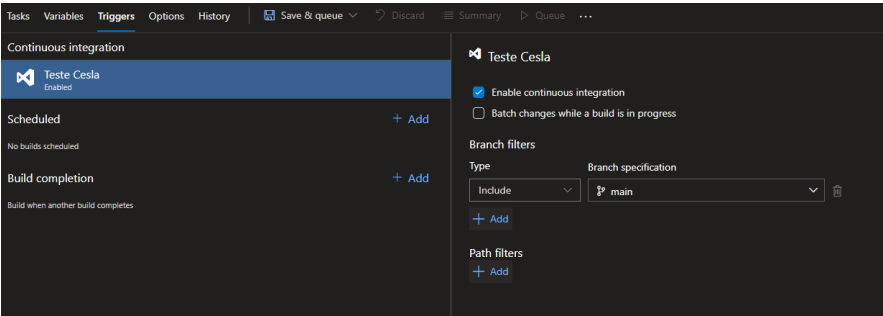 Tasks Variables Triggers Options History Save & queue Discard Summary Queue ...
Continuous integration
Teste Cesla
Enabled
Scheduled + Add
No builds scheduled
Build completion + Add
Build when another build completes
Teste Cesla
Enable continuous integration
Batch changes while a build is in progress
Branch filters
Type Branch specification
Include main
+ Add
Path filters
+ Add